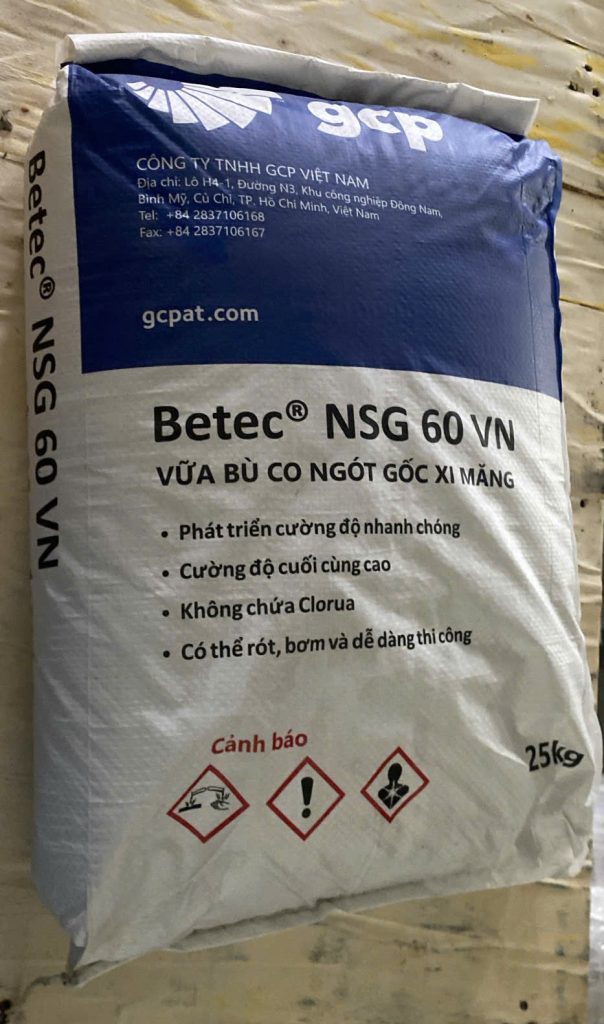 gcp
CÔNG TY TNHH GCP VIỆT NAM
Địa chỉ: Lô H4-1, Đường N3, Khu công nghiệp Đông Nam,
Bình Mỹ, Củ Chi, TP. Hồ Chí Minh, Việt Nam
Tel: +84 2837106168
Fax: +84 2837106167
gcpat.com
Betec® NSG 60 VN
Betec® NSG 60 VN
VỮA BÙ CO NGÓT GỐC XI MĂNG
• Phát triển cường độ nhanh chóng
• Cường độ cuối cùng cao
• Không chứa Clorua
• Có thể rót, bơm và dễ dàng thi công
Cảnh báo
25kg